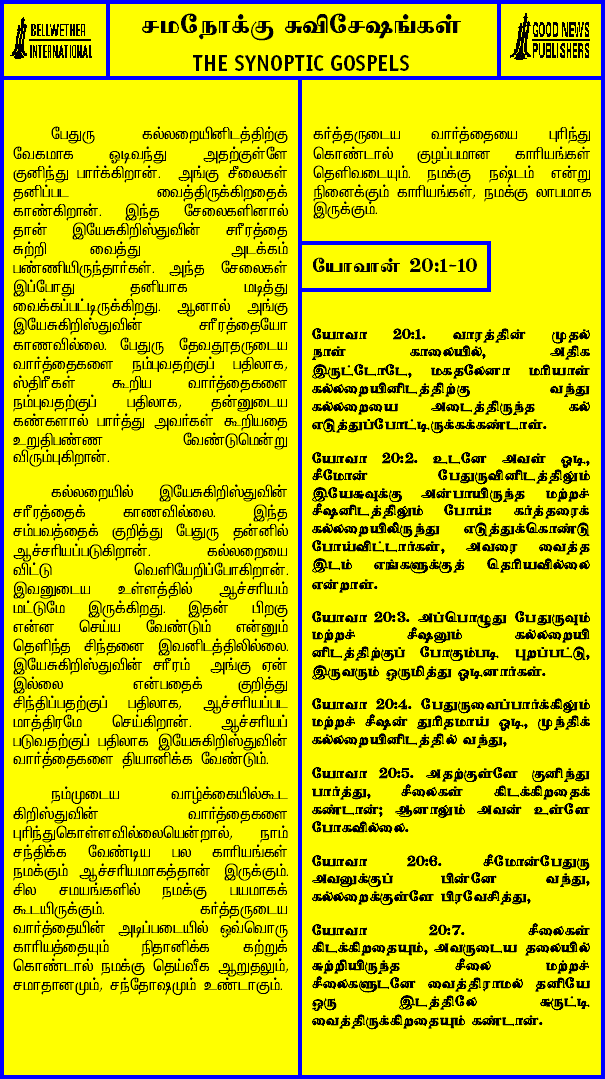 BELLWETHER
INTERNATIONAL
சமநோக்கு சுவிசேஷங்கள்
THE SYNOPTIC GOSPELS
GOOD NEWS
PUBLISHERS
பேதுரு கல்லறையினிடத்திற்கு
வேகமாக ஓடிவந்து அதற்குள்ளே
குனிந்து பார்க்கிறான். அங்கு சீலைகள்
தனிப்பட வைத்திருக்கிறதைக்
காண்கிறான். இந்த சேலைகளினால்
தான் இயேசுகிறிஸ்துவின் சரீரத்தை
சுற்றி வைத்து அடக்கம்
பண்ணியிருந்தார்கள். அந்த சேலைகள்
இப்போது தனியாக மடித்து
வைக்கப்பட்டிருக்கிறது. ஆனால் அங்கு
இயேசுகிறிஸ்துவின் சரீரத்தையோ
காணவில்லை. பேதுரு தேவதூதருடைய
வார்த்தைகளை நம்புவதற்குப் பதிலாக,
ஸ்திரீகள் கூறிய வார்த்தைகளை
நம்புவதற்குப் பதிலாக, தன்னுடைய
கண்களால் பார்த்து அவர்கள் கூறியதை
உறுதிபண்ண வேண்டுமென்று
விரும்புகிறான்.
கல்லறையில் இயேசுகிறிஸ்துவின்
சரீரத்தைக் காணவில்லை. இந்த
சம்பவத்தைக் குறித்து பேதுரு தன்னில்
ஆச்சரியப்படுகிறான். கல்லறையை
விட்டு வெளியேறிப்போகிறான்.
இவனுடைய உள்ளத்தில் ஆச்சரியம்
மட்டுமே இருக்கிறது. இதன் பிறகு
என்ன செய்ய வேண்டும் என்னும்
தெளிந்த சிந்தனை இவனிடத்திலில்லை.
இயேசுகிறிஸ்துவின் சரீரம் அங்கு ஏன்
இல்லை என்பதைக் குறித்து
சிந்திப்பதற்குப் பதிலாக, ஆச்சரியப்பட
மாத்திரமே செய்கிறான். ஆச்சரியப்
படுவதற்குப் பதிலாக இயேசுகிறிஸ்துவின்
வார்த்தைகளை தியானிக்க வேண்டும்.
நம்முடைய வாழ்க்கையில்கூட
கிறிஸ்துவின் வார்த்தைகளை
புரிந்துகொள்ளவில்லையென்றால், நாம்
சந்திக்க வேண்டிய பல காரியங்கள்
நமக்கும் ஆச்சரியமாகத்தான் இருக்கும்.
சில சமயங்களில் நமக்கு பயமாகக்
கூடயிருக்கும். கர்த்தருடைய
வார்த்தையின் அடிப்படையில் ஒவ்வொரு
காரியத்தையும் நிதானிக்க கற்றுக்
கொண்டால் நமக்கு தெய்வீக ஆறுதலும்,
சமாதானமும், சந்தோஷமும் உண்டாகும்.
கர்த்தருடைய வார்த்தையை புரிந்து
கொண்டால் குழப்பமான காரியங்கள்
தெளிவடையும். நமக்கு நஷ்டம் என்று
நினைக்கும் காரியங்கள், நமக்கு லாபமாக
இருக்கும்.
யோவான் 20:1-10
யோவா 20:1. வாரத்தின் முதல்
நாள் காலையில், அதிக
இருட்டோடே, மகதலேனா மரியாள்
கல்லறையினிடத்திற்கு வந்து
கல்லறையை அடைத்திருந்த கல்
எடுத்துப்போட்டிருக்கக்கண்டாள்.
யோவா 20:2. உடனே அவள் ஓடி,
சீமோன் பேதுருவினிடத்திலும்
இயேசுவுக்கு அன்பாயிருந்த மற்றச்
சீஷனிடத்திலும் போய்: கர்த்தரைக்
கல்லறையிலிருந்து எடுத்துக்கொண்டு
போய்விட்டார்கள், அவரை வைத்த
இடம் எங்களுக்குத் தெரியவில்லை
என்றாள்.
யோவா 20:3. அப்பொழுது பேதுருவும்
மற்றச் சீஷனும் கல்லறையி
னிடத்திற்குப் போகும்படி புறப்பட்டு,
இருவரும் ஒருமித்து ஓடினார்கள்.
யோவா 20:4. பேதுருவைப்பார்க்கிலும்
மற்றச் சீஷன் துரிதமாய் ஓடி, முந்திக்
கல்லறையினிடத்தில் வந்து,
யோவா 20:5. அதற்குள்ளே குனிந்து
பார்த்து, சீலைகள் கிடக்கிறதைக்
கண்டான்; ஆனாலும் அவன் உள்ளே
போகவில்லை.
யோவா 20:6. சீமோன்பேதுரு
அவனுக்குப் பின்னே வந்து,
கல்லறைக்குள்ளே பிரவேசித்து,
யோவா 20:7. சீலைகள்
கிடக்கிறதையும், அவருடைய தலையில்
சுற்றியிருந்த சீலை மற்றச்
சீலைகளுடனே வைத்திராமல் தனியே
ஒரு இடத்திலே சுருட்டி
வைத்திருக்கிறதையும் கண்டான்.